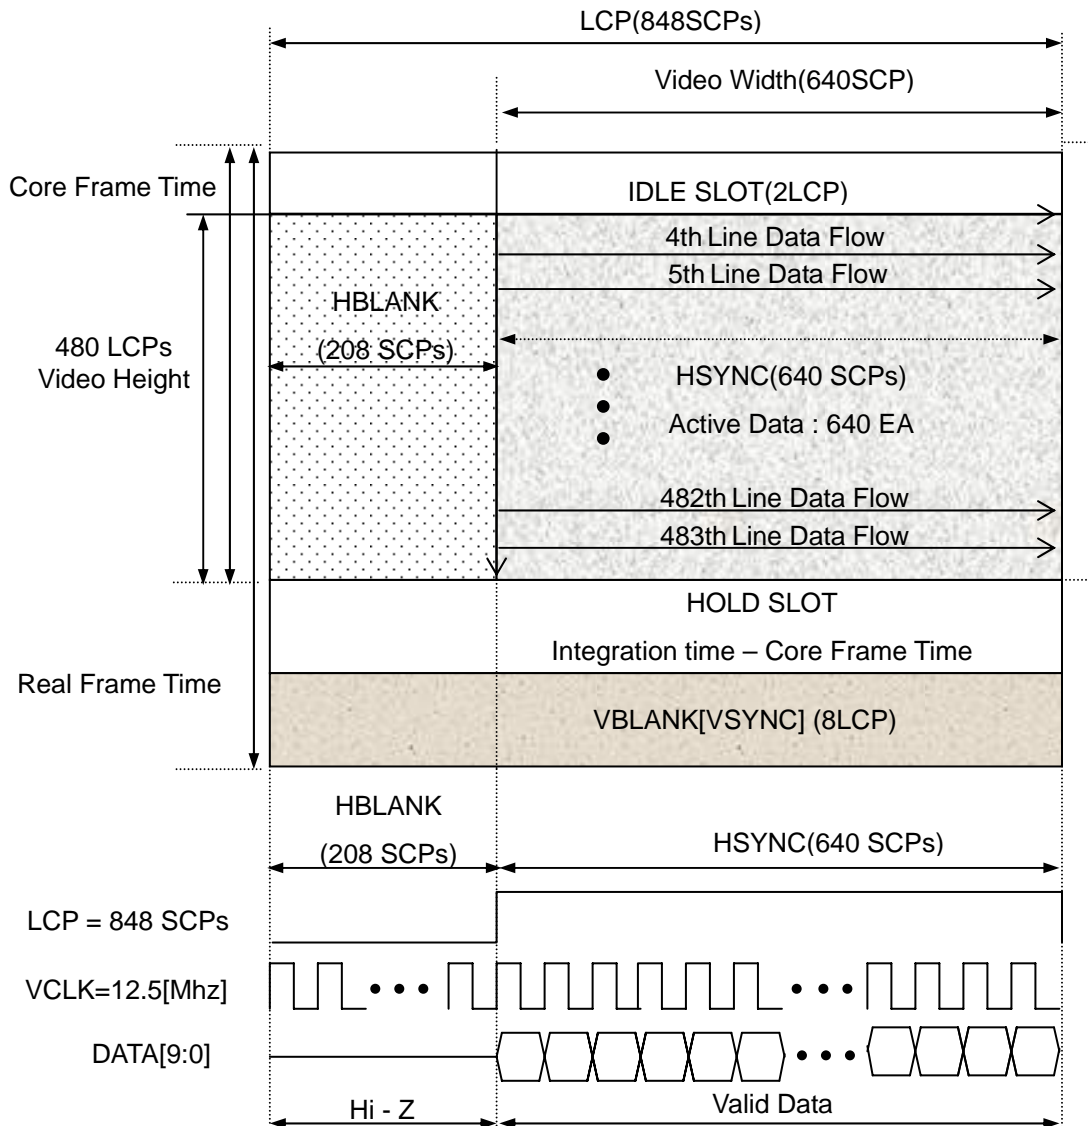 LCP(848SCPs)
Video Width(640SCP)
Core Frame Time
IDLE SLOT(2LCP)
4th Line Data Flow
5th Line Data Flow
HBLANK
(208 SCPs)
480 LCPs
Video Height
HSYNC(640 SCPs)
Active Data : 640 EA
482th Line Data Flow
483th Line Data Flow
HOLD SLOT
Integration time – Core Frame Time
Real Frame Time
VBLANK[VSYNC] (8LCP)
HBLANK
(208 SCPs)
HSYNC(640 SCPs)
LCP = 848 SCPs
VCLK=12.5[Mhz]
DATA[9:0]
Hi - Z
Valid Data